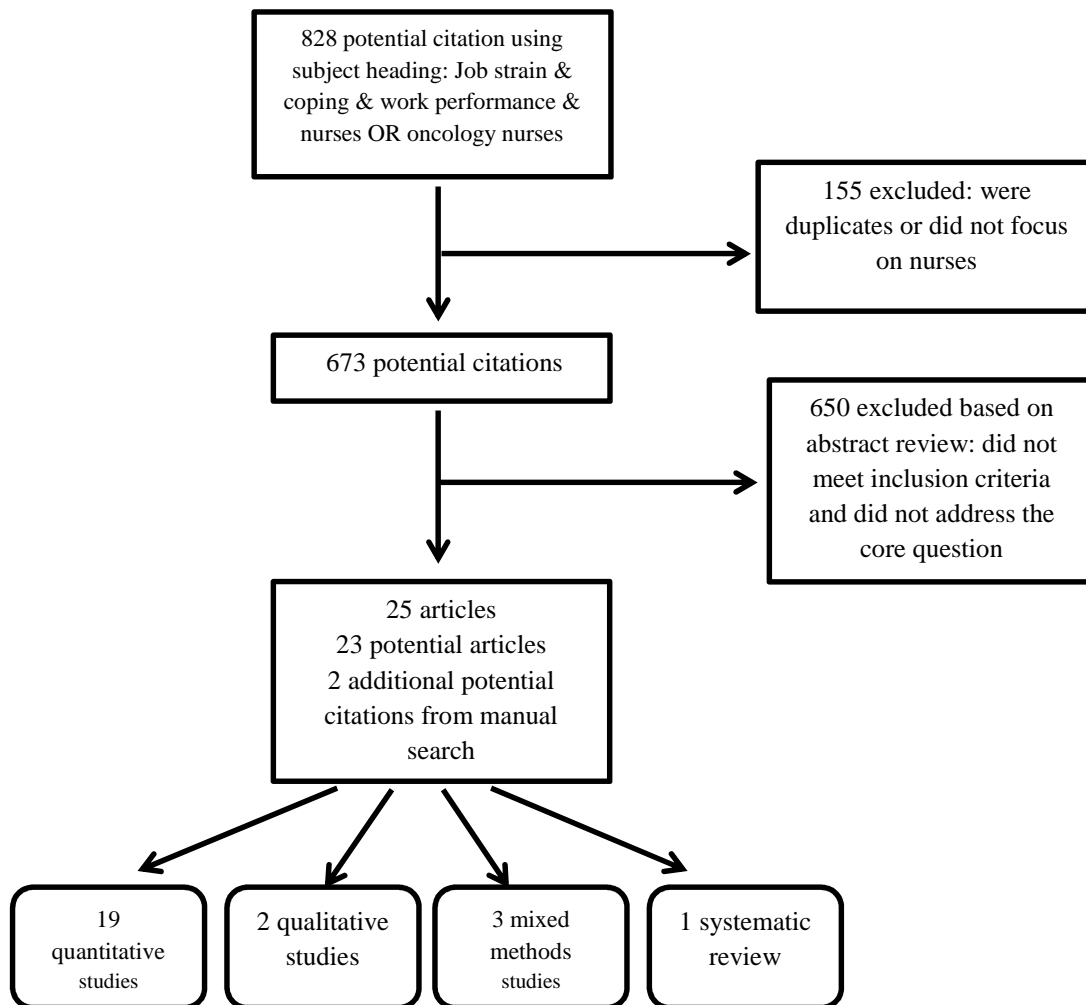 828 potential citation using
subject heading: Job strain &
coping & work performance &
nurses OR oncology nurses
155 excluded: were
duplicates or did not focus
on nurses
673 potential citations
650 excluded based on
abstract review: did not
meet inclusion criteria
and did not address the
core question
25 articles
23 potential articles
2 additional potential
citations from manual
search
19
quantitative
studies
2 qualitative
studies
3 mixed
methods
studies
1 systematic
review